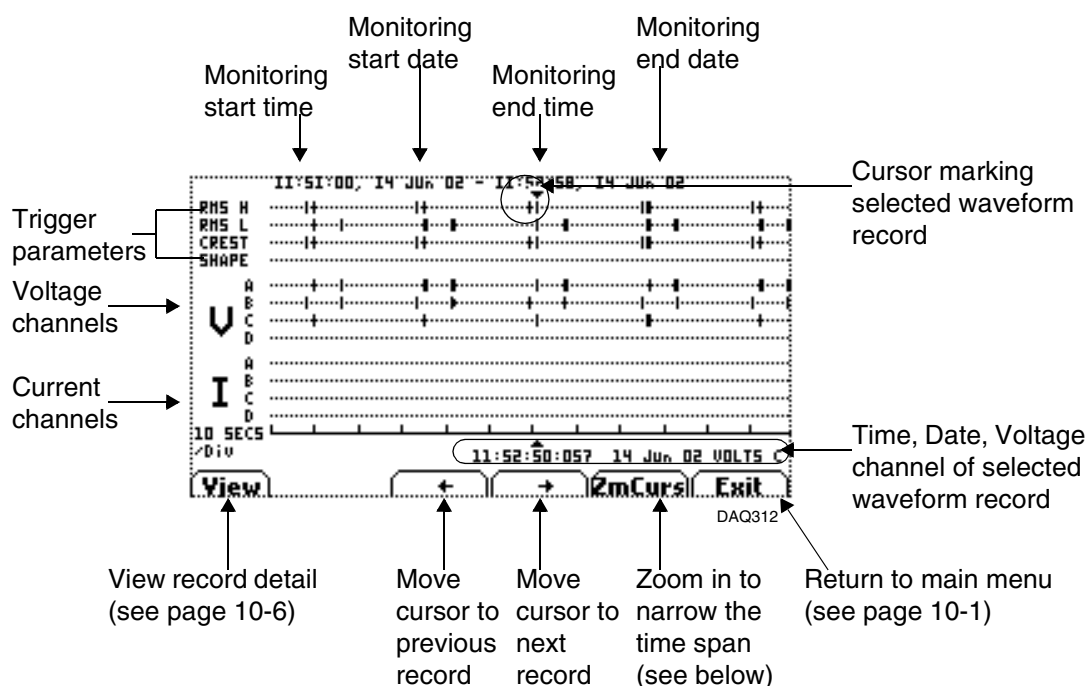 Monitoring start time
Monitoring start date
Monitoring end time
Monitoring end date
11:51:00, 14 Jun 02 - 14 Jun 02
Cursor marking
selected waveform
record
Trigger
parameters
RMS H
RMS L
CREST
SHAPE
Voltage
channels
V
A
B
C
D
Current
channels
I
A
B
C
D
10 SECS
/Div
11:52:50:057 14 Jun 02 VOLTS C
Time, Date, Voltage
channel of selected
waveform record
View ← → ZmCurs Exit
DAQ312
View record detail
(see page 10-6)
Move
cursor to
previous
record
Move
cursor to
next
record
Zoom in to
narrow the
time span
(see below)
Return to main menu
(see page 10-1)